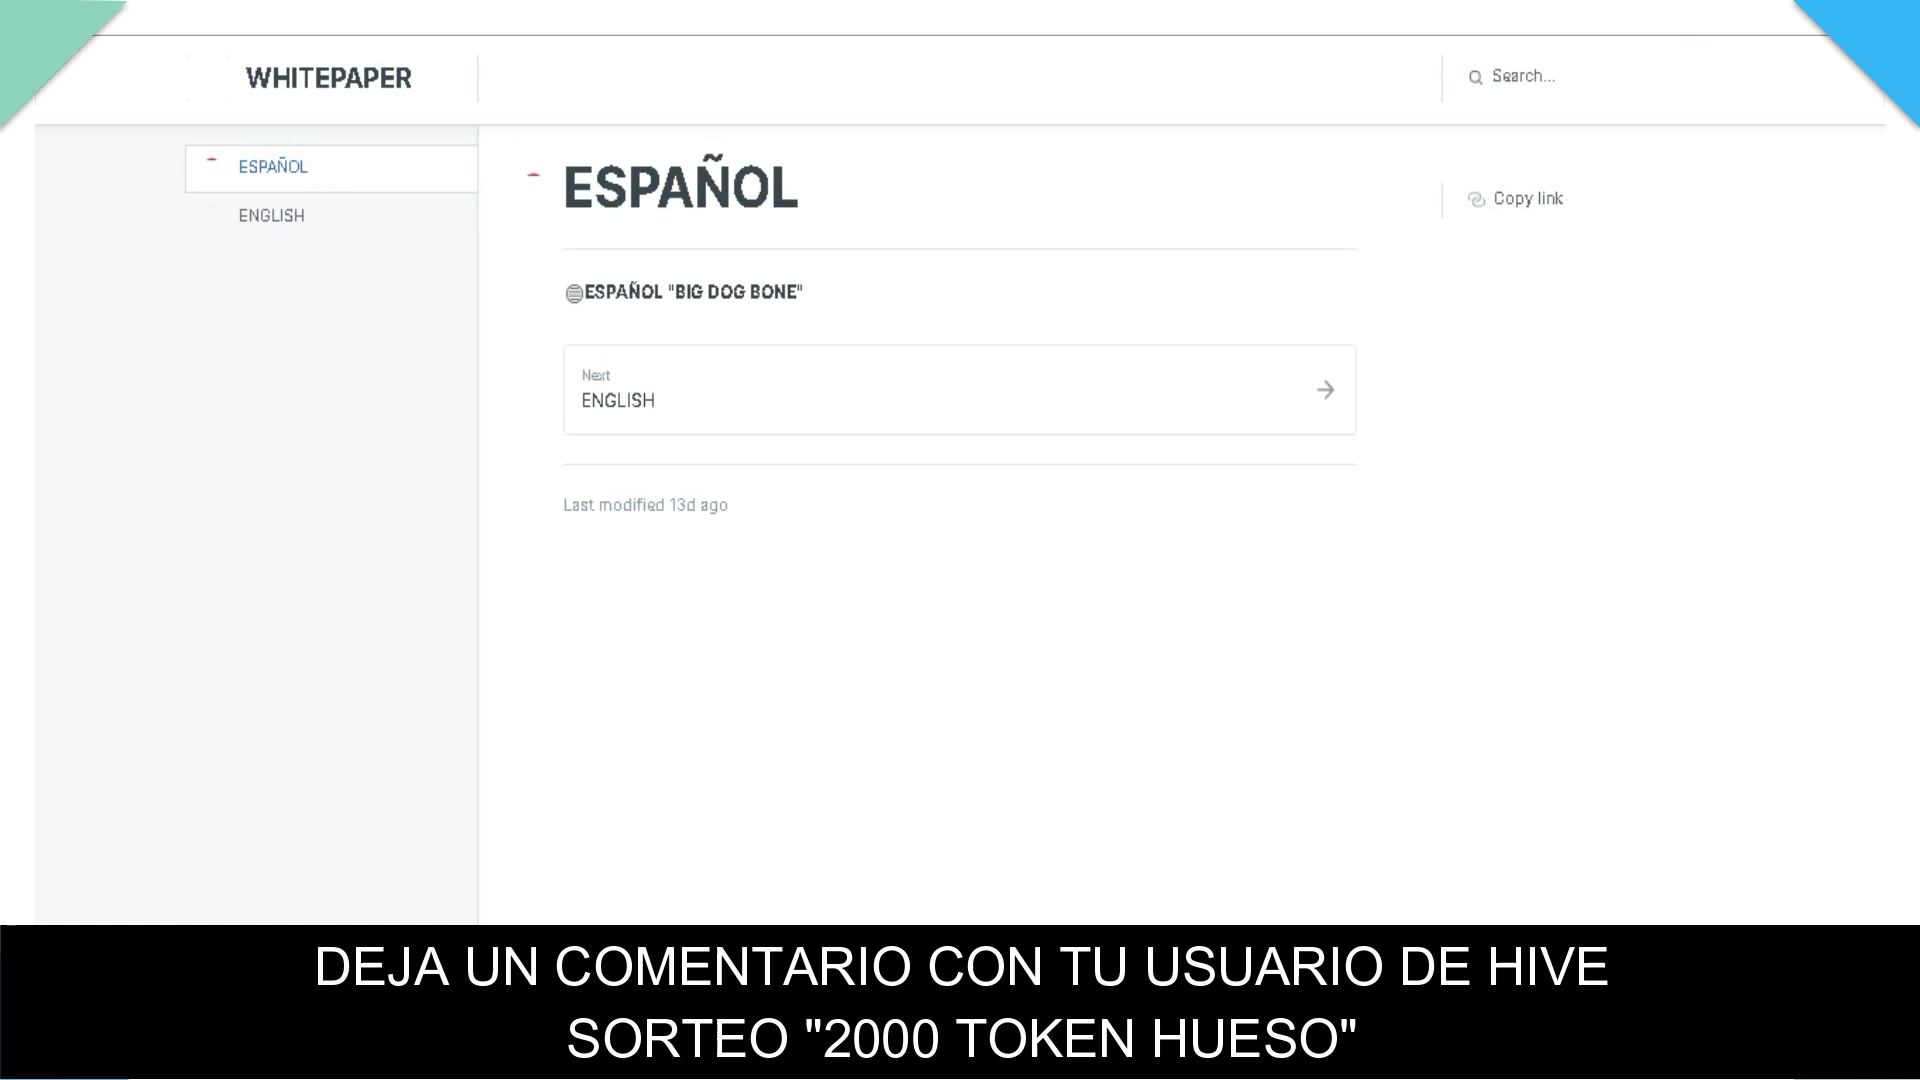 WHITEPAPER
Search...
ESPAÑOL
ENGLISH
ESPAÑOL
Copy link
ESPAÑOL "BIG DOG BONE"
Next
ENGLISH
Last modified 13d ago
DEJA UN COMENTARIO CON TU USUARIO DE HIVE
SORTEO "2000 TOKEN HUESO"